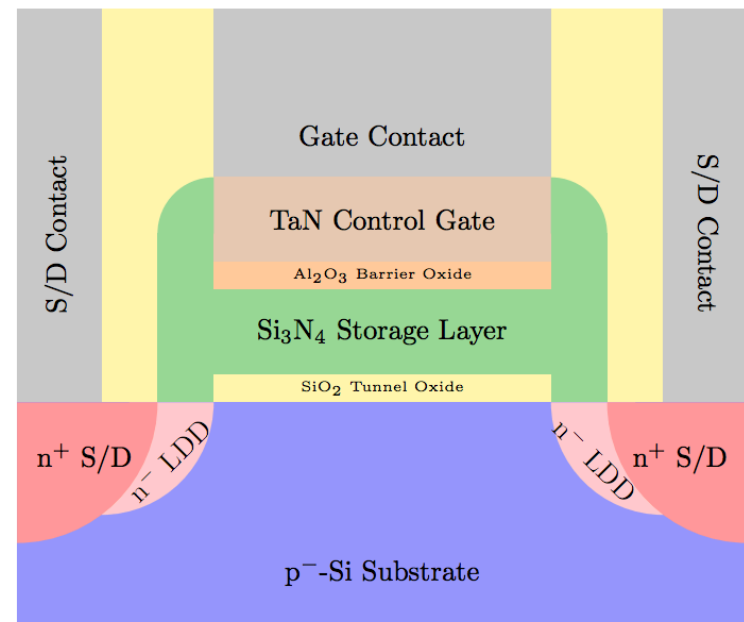 Gate Contact
S/D Contact
S/D Contact
TaN Control Gate
Al₂O₃ Barrier Oxide
Si₃N₄ Storage Layer
SiO₂ Tunnel Oxide
n⁺ S/D
n⁻ LDD
n⁻ LDD
n⁺ S/D
p⁻-Si Substrate